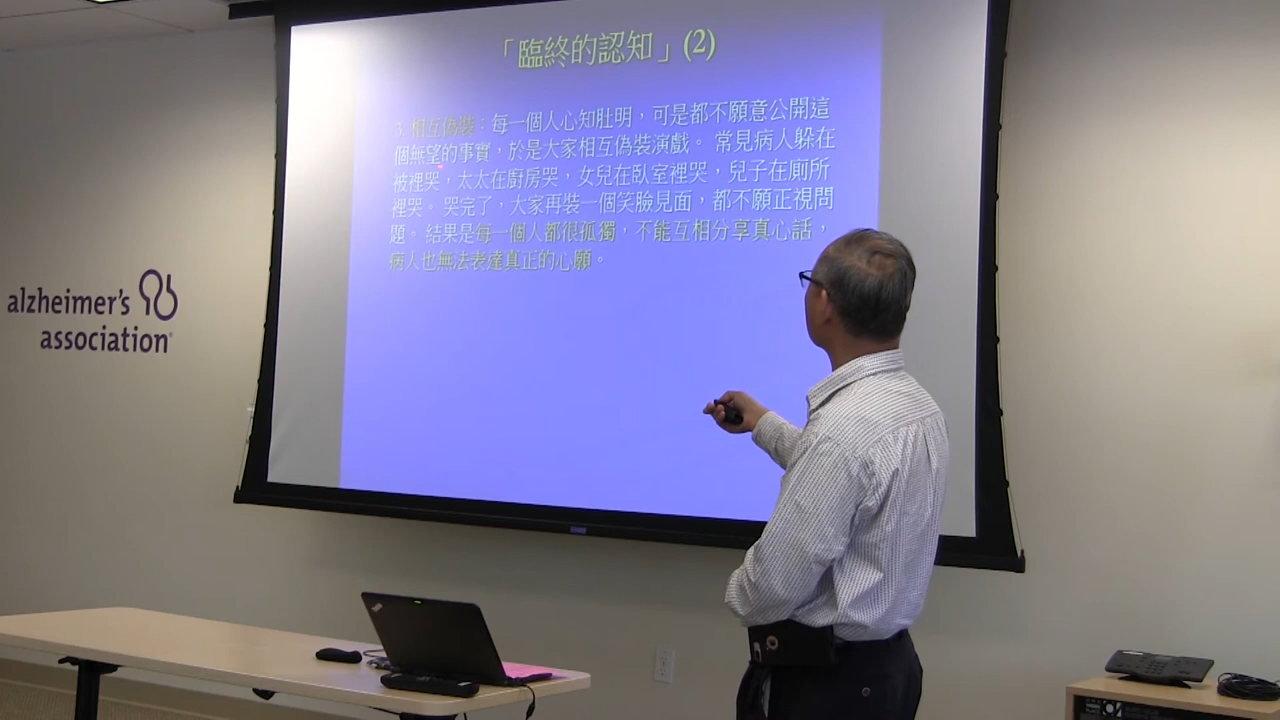 「臨終的認知」(2)
3. 相互偽裝：每一個人心知肚明，可是都不願意公開這
個無望的事實，於是大家相互偽裝演戲。 常見病人躲在
被裡哭，太太在廚房哭，女兒在臥室裡哭，兒子在廁所
裡哭。 哭完了，大家再裝一個笑臉見面，都不願正視問
題。 結果是每一個人都很孤獨，不能互相分享真心話，
病人也無法表達真正的心願。
alzheimer's
association®